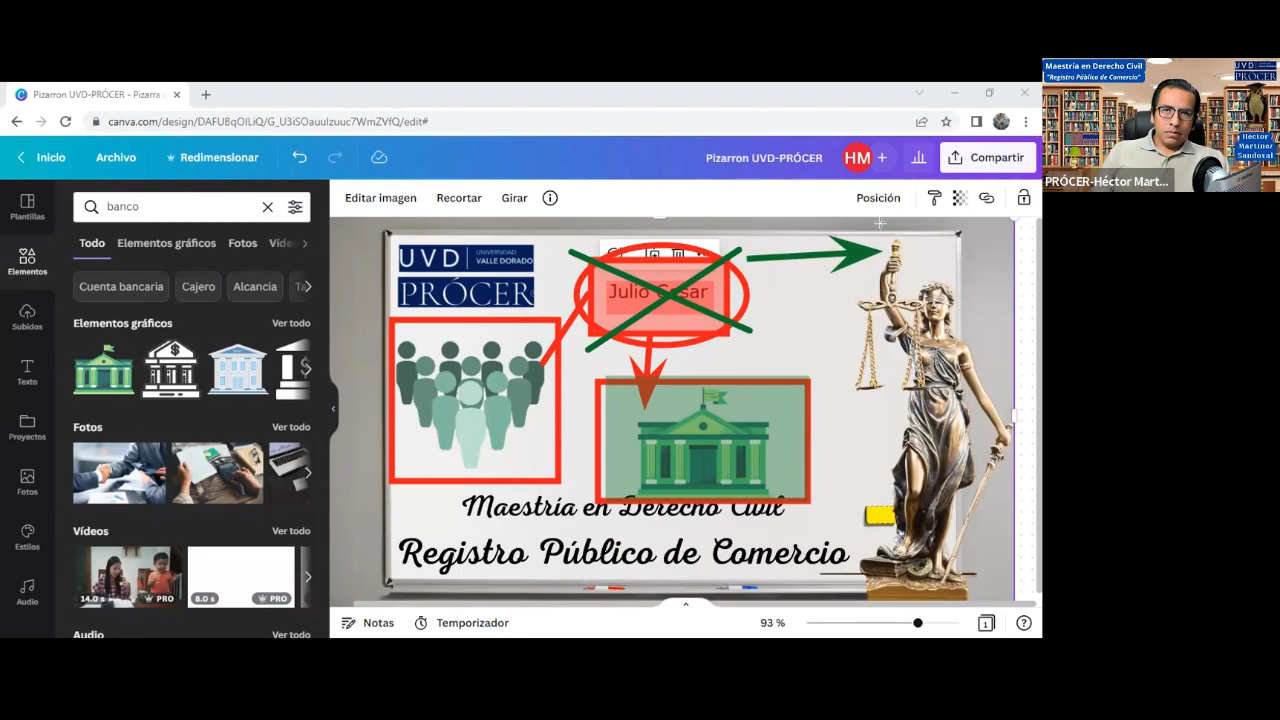 Pizarron UVD-PRÓCER - Pizarra
canva.com/design/DAFUBqOILiQ/G_U3iSOauulzuuc7WmZVfQ/edit#
Inicio
Archivo
Redimensionar
Pizarron UVD-PRÓCER
HM
Compartir
Plantillas
Elementos
Subidos
Texto
Proyectos
Fotos
Estilos
Audio
banco
Todo
Elementos gráficos
Fotos
Cuenta bancaria
Cajero
Alcancia
Elementos gráficos
Ver todo
Fotos
Ver todo
Vídeos
Ver todo
14.0 s
PRO
8.0 s
PRO
Audio
Ver todo
Editar imagen
Recortar
Girar
Posición
UVD
UNIVERSIDAD
VALLE DORADO
PRÓCER
Julio Cesar
Maestría en Derecho Civil
Registro Público de Comercio
Notas
Temporizador
93 %
1
Maestría en Derecho Civil
"Registro Público de Comercio"
UVD
PRÓCER
Héctor
Martínez
Sandoval
PRÓCER-Héctor Mart...